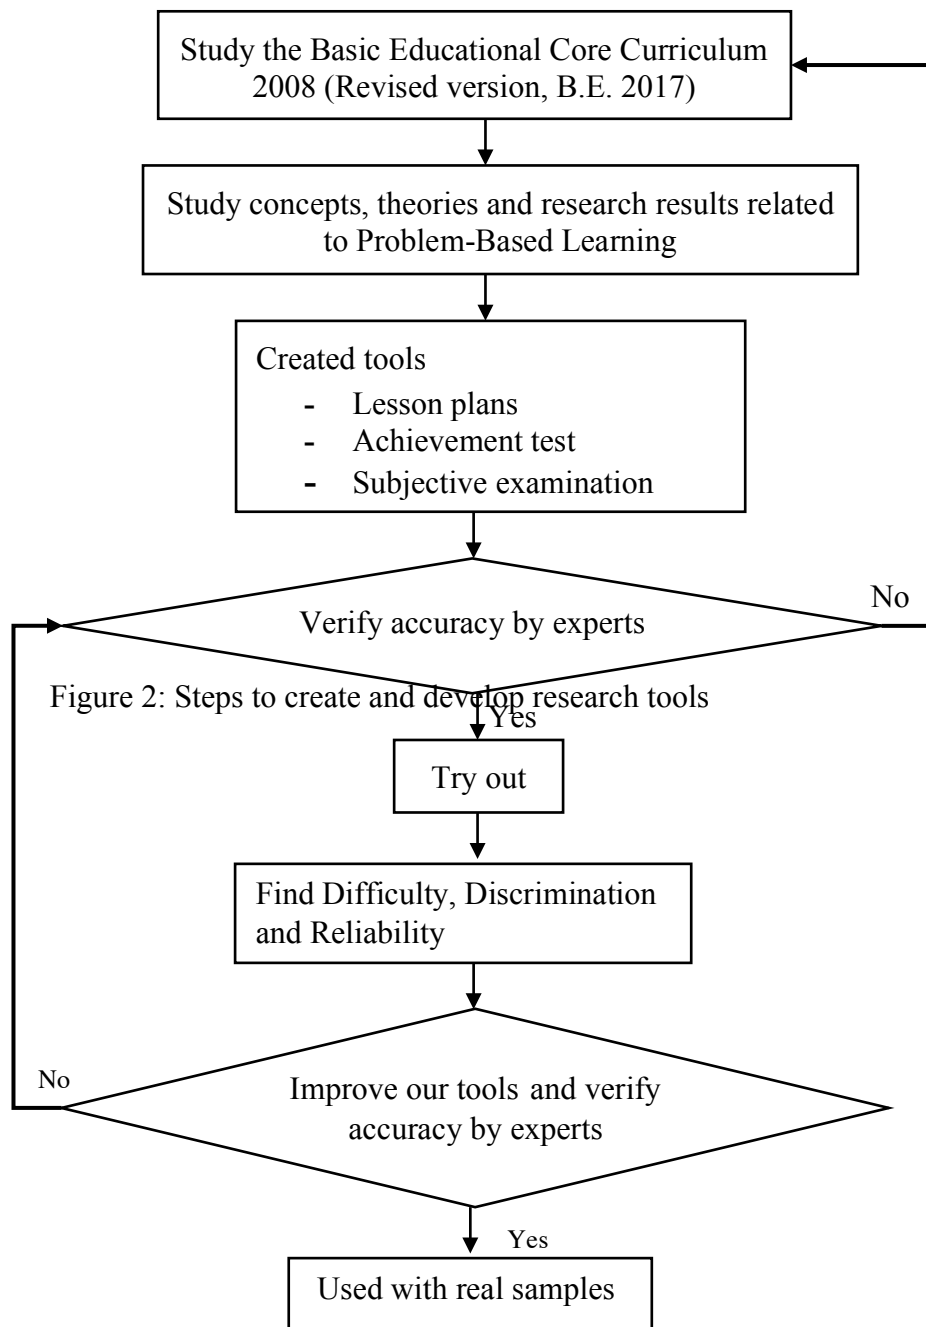 Study the Basic Educational Core Curriculum
2008 (Revised version, B.E. 2017)
Study concepts, theories and research results related
to Problem-Based Learning
Created tools
- Lesson plans
- Achievement test
- Subjective examination
Verify accuracy by experts
No
Figure 2: Steps to create and develop research tools
Yes
Try out
Find Difficulty, Discrimination
and Reliability
No
Improve our tools and verify
accuracy by experts
Yes
Used with real samples